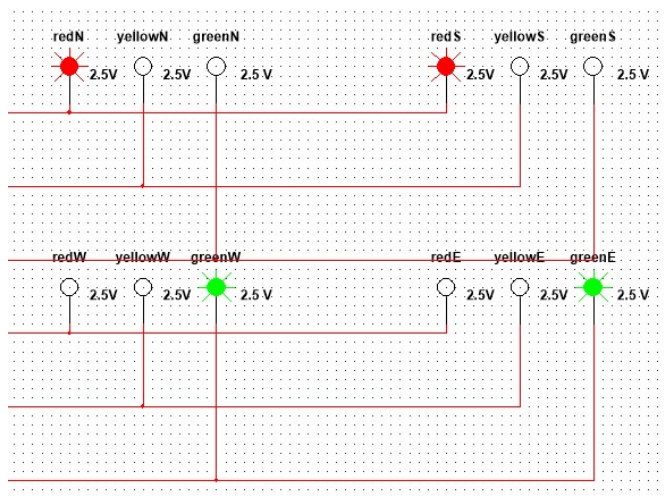 redN yellowN greenN redS yellowS greenS
2.5V 2.5V 2.5 V 2.5V 2.5V 2.5 V
redW yellowW greenW redE yellowE greenE
2.5V 2.5V 2.5 V 2.5V 2.5V 2.5 V